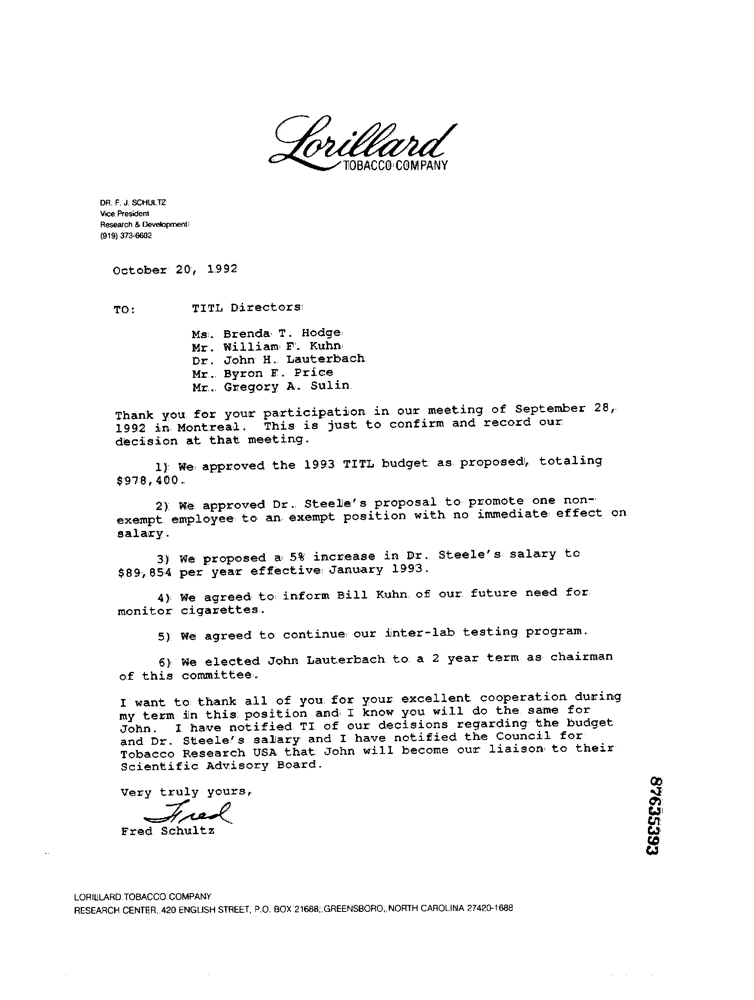 Lorillard
TOBACCO COMPANY
DR. F. J. SCHULTZ
Vice President
Research & Development
(919) 373-6602
October 20, 1992
TO: TITL Directors
Ms. Brenda T. Hodge
Mr. William F. Kuhn
Dr. John H. Lauterbach
Mr. Byron F. Price
Mr. Gregory A. Sulin
Thank you for your participation in our meeting of September 28,
1992 in Montreal. This is just to confirm and record our
decision at that meeting.
1) We approved the 1993 TITL budget as proposed, totaling
$978,400.
2) We approved Dr. Steele's proposal to promote one non-
exempt employee to an exempt position with no immediate effect on
salary.
3) We proposed a 5% increase in Dr. Steele's salary to
$89,854 per year effective January 1993.
4) We agreed to inform Bill Kuhn of our future need for
monitor cigarettes.
5) We agreed to continue our inter-lab testing program.
6) We elected John Lauterbach to a 2 year term as chairman
of this committee.
I want to thank all of you for your excellent cooperation during
my term in this position and I know you will do the same for
John. I have notified TI of our decisions regarding the budget
and Dr. Steele's salary and I have notified the Council for
Tobacco Research USA that John will become our liaison to their
Scientific Advisory Board.
Very truly yours,
Fred
Fred Schultz
87635393
LORILLARD TOBACCO COMPANY
RESEARCH CENTER, 420 ENGLISH STREET, P.O. BOX 21688, GREENSBORO, NORTH CAROLINA 27420-1688